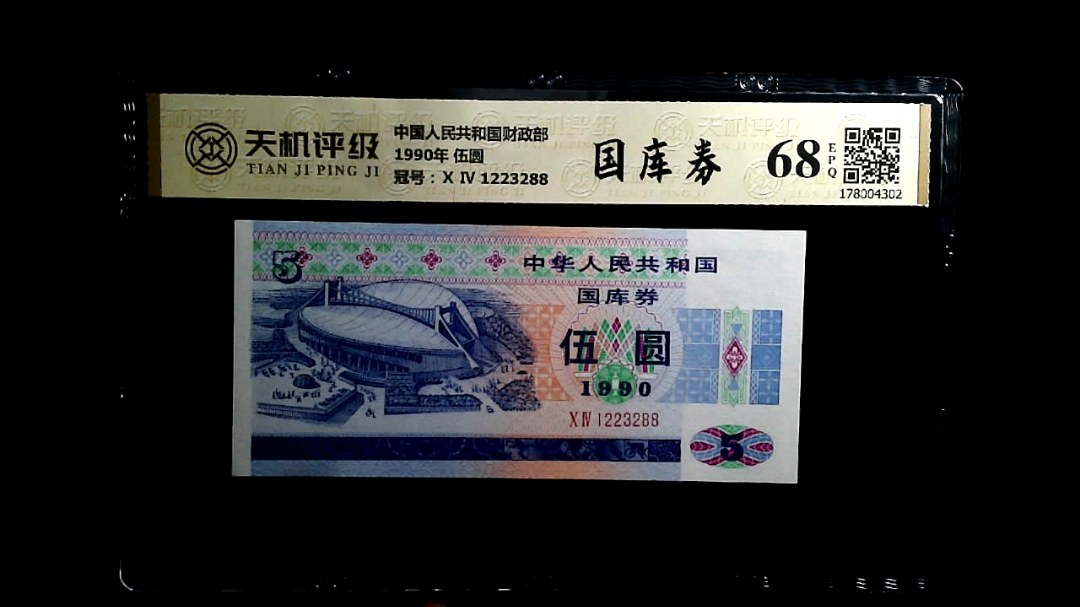 天机评级
TIAN JI PING JI
中国人民共和国财政部
1990年 伍圆
冠号：X IV 1223288
国库券
68
EPQ
178004302
5
中华人民共和国
国库券
伍圆
1990
X IV 1223288
5